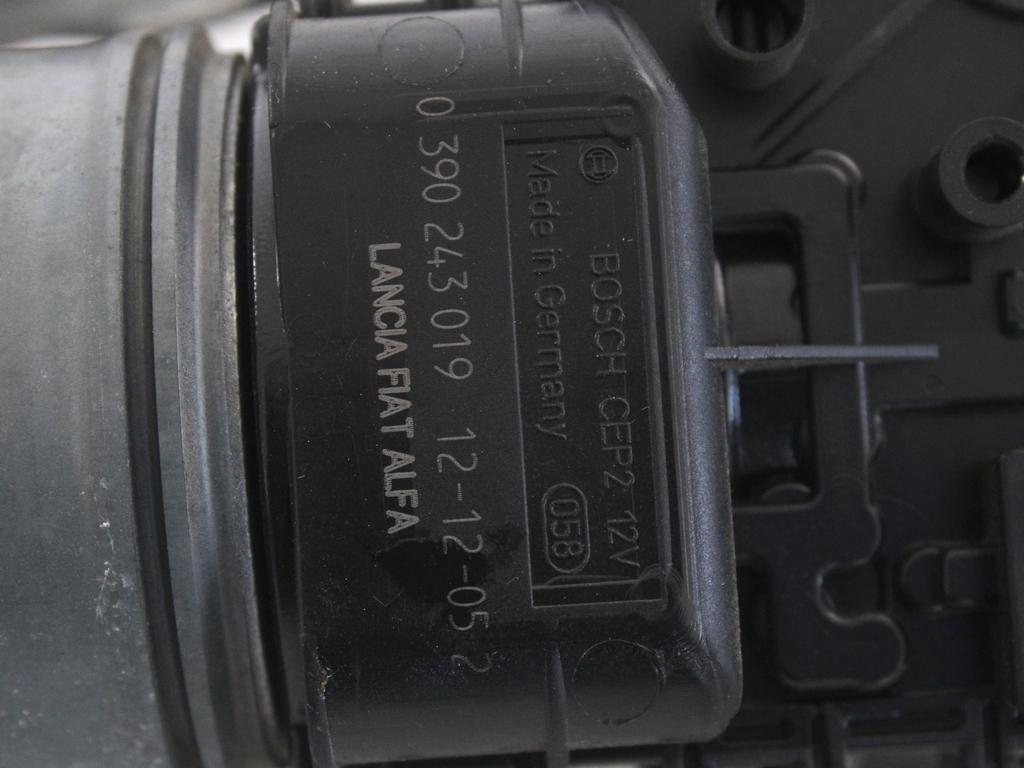 BOSCH CEP2 12V
Made in Germany 058
0 390 243 019 12-12-05 2
LANCIA FIAT ALFA